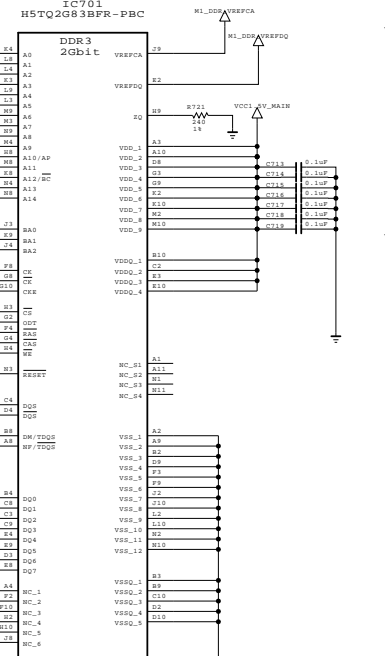 IC701
H5TQ2G83BFR-PBC
M1_DDR_VREFCA
DDR3
2Gbit
M1_DDR_VREFDQ
K4 A0 VREFCA J9
L8 A1
L4 A2
K3 A3 VREFDQ E2
L9 A4
L3 A5
M9 A6 ZQ H9 R721 VCC1.5V_MAIN
M3 A7 240
N9 A8 1%
M4 A9 VDD_1 A3
H8 A10/AP VDD_2 A10
M8 A11 VDD_3 D8 C713 0.1uF
K8 A12/BC VDD_4 G3 C714 0.1uF
N4 A13 VDD_5 G9 C715 0.1uF
N8 A14 VDD_6 K2 C716 0.1uF
VDD_7 K10 C717 0.1uF
VDD_8 M2 C718 0.1uF
J3 BA0 VDD_9 M10 C719 0.1uF
K9 BA1
J4 BA2
VDDQ_1 B10
F8 CK VDDQ_2 C2
G8 CK VDDQ_3 E3
G10 CKE VDDQ_4 E10
H3 CS
G2 ODT
F4 RAS
G4 CAS
H4 WE
NC_S1 A1
N3 RESET NC_S2 A11
NC_S3 N1
NC_S4 N11
C4 DQS
D4 DQS
B8 DM/TDQS VSS_1 A2
A8 NF/TDQS VSS_2 A9
VSS_3 B2
VSS_4 D9
VSS_5 F3
VSS_6 F9
B4 DQ0 VSS_7 J2
C8 DQ1 VSS_8 J10
C3 DQ2 VSS_9 L2
C9 DQ3 VSS_10 L10
E4 DQ4 VSS_11 N2
E9 DQ5 VSS_12 N10
D3 DQ6
E8 DQ7
VSSQ_1 B3
A4 NC_1 VSSQ_2 B9
F2 NC_2 VSSQ_3 C10
F10 NC_3 VSSQ_4 D2
H2 NC_4 VSSQ_5 D10
H10 NC_5
J8 NC_6